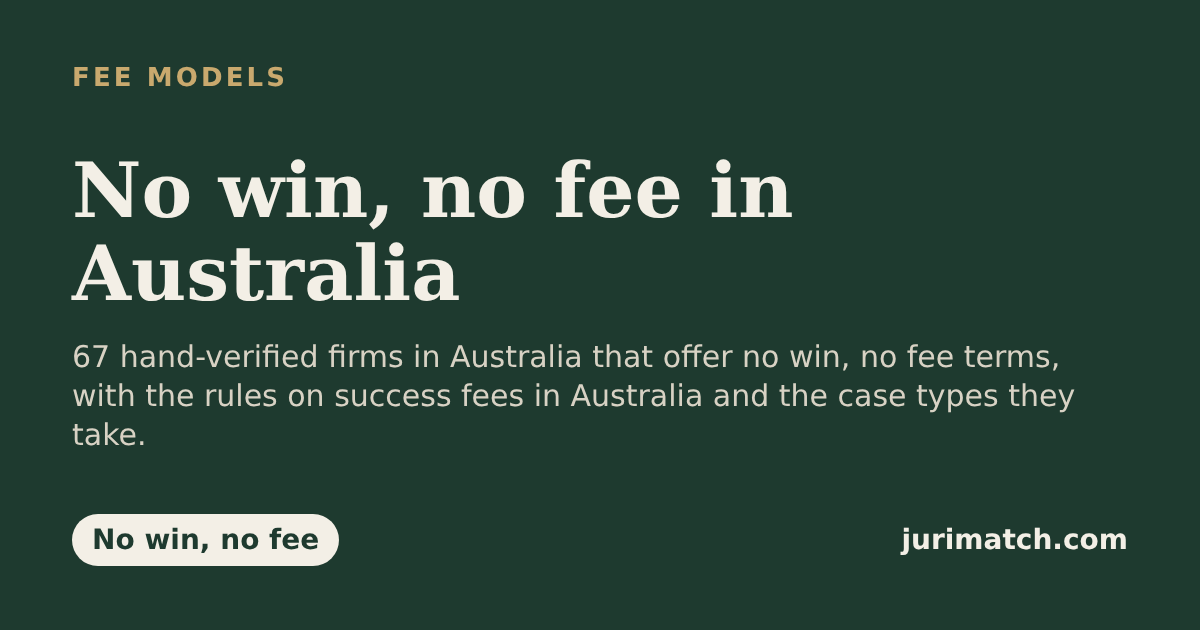 FEE MODELS
No win, no fee in
Australia
67 hand-verified firms in Australia that offer no win, no fee terms,
with the rules on success fees in Australia and the case types they
take.
No win, no fee
jurimatch.com